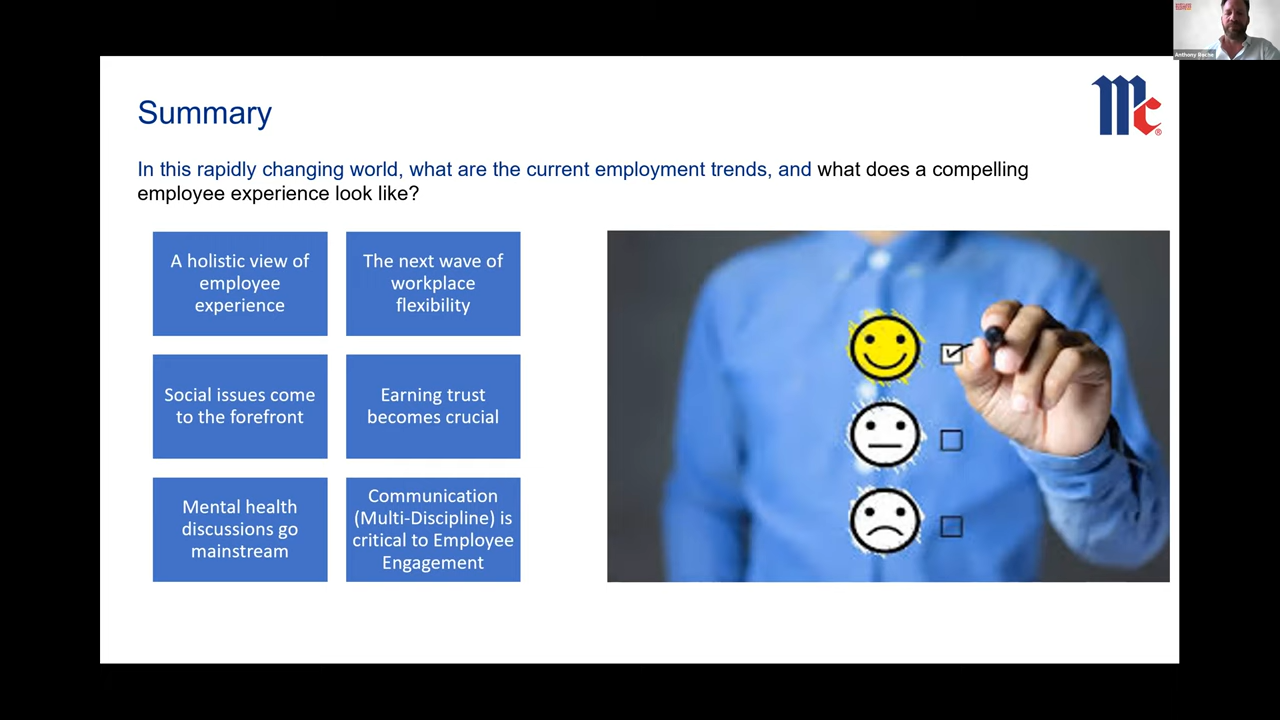 Summary
In this rapidly changing world, what are the current employment trends, and what does a compelling
employee experience look like?
A holistic view of
employee
experience
The next wave of
workplace
flexibility
Social issues come
to the forefront
Earning trust
becomes crucial
Mental health
discussions go
mainstream
Communication
(Multi-Discipline) is
critical to Employee
Engagement
Mc®